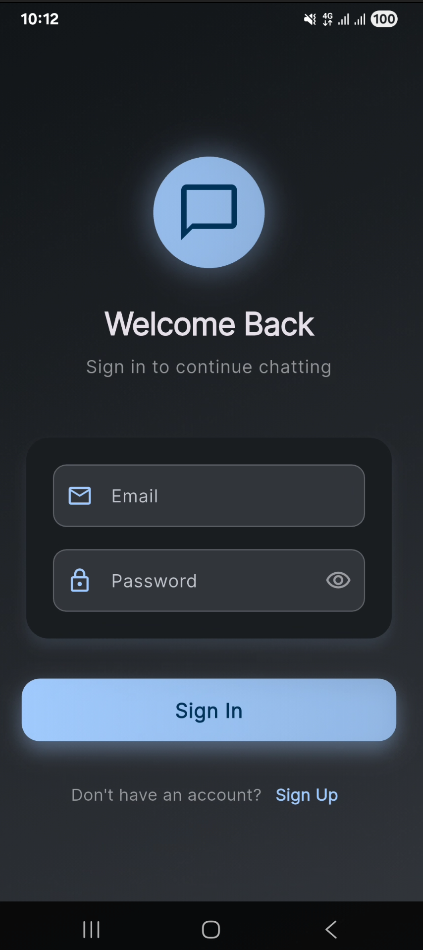 10:12
4G
100
Welcome Back
Sign in to continue chatting
Email
Password
Sign In
Don't have an account? Sign Up